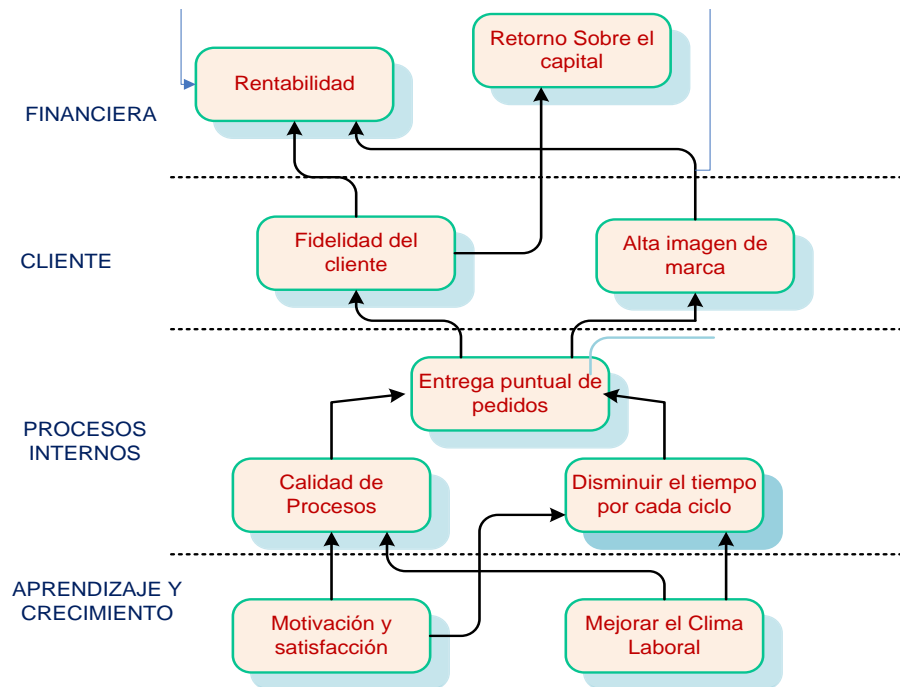 Retorno Sobre el
capital
Rentabilidad
FINANCIERA
Fidelidad del
cliente
Alta imagen de
marca
CLIENTE
Entrega puntual de
pedidos
PROCESOS
INTERNOS
Calidad de
Procesos
Disminuir el tiempo
por cada ciclo
APRENDIZAJE Y
CRECIMIENTO
Motivación y
satisfacción
Mejorar el Clima
Laboral